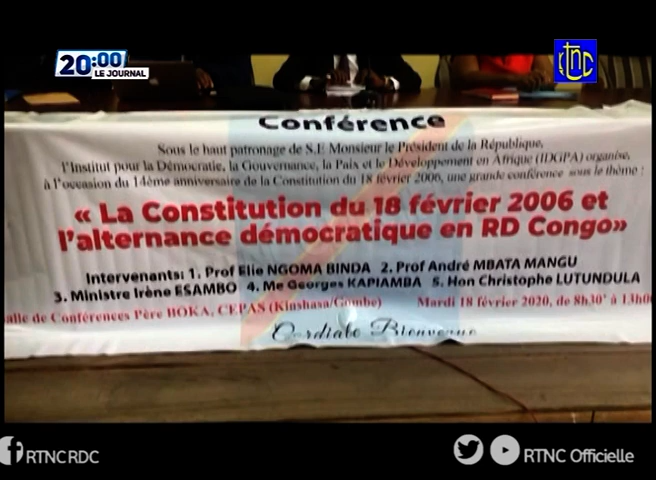 20:00
LE JOURNAL
RTNC
Conférence
Sous le haut patronage de S.E Monsieur le Président de la République,
l'Institut pour la Démocratie, la Gouvernance, la Paix et le Développement en Afrique (IDGPA) organise,
à l'occasion du 14ème anniversaire de la Constitution du 18 février 2006, une grande conférence sous le thème :
« La Constitution du 18 février 2006 et
l'alternance démocratique en RD Congo»
Intervenants: 1. Prof Elie NGOMA BINDA 2. Prof André MBATA MANGU
3. Ministre Irène ESAMBO 4. Me Georges KAPIAMBA 5. Hon Christophe LUTUNDULA
alle de Conférences Père BOKA, CEPAS (Kinshasa/Gombe) Mardi 18 février 2020, de 8h30' à 13h0
Cordiale Bienvenue
RTNCRDC
RTNC Officielle